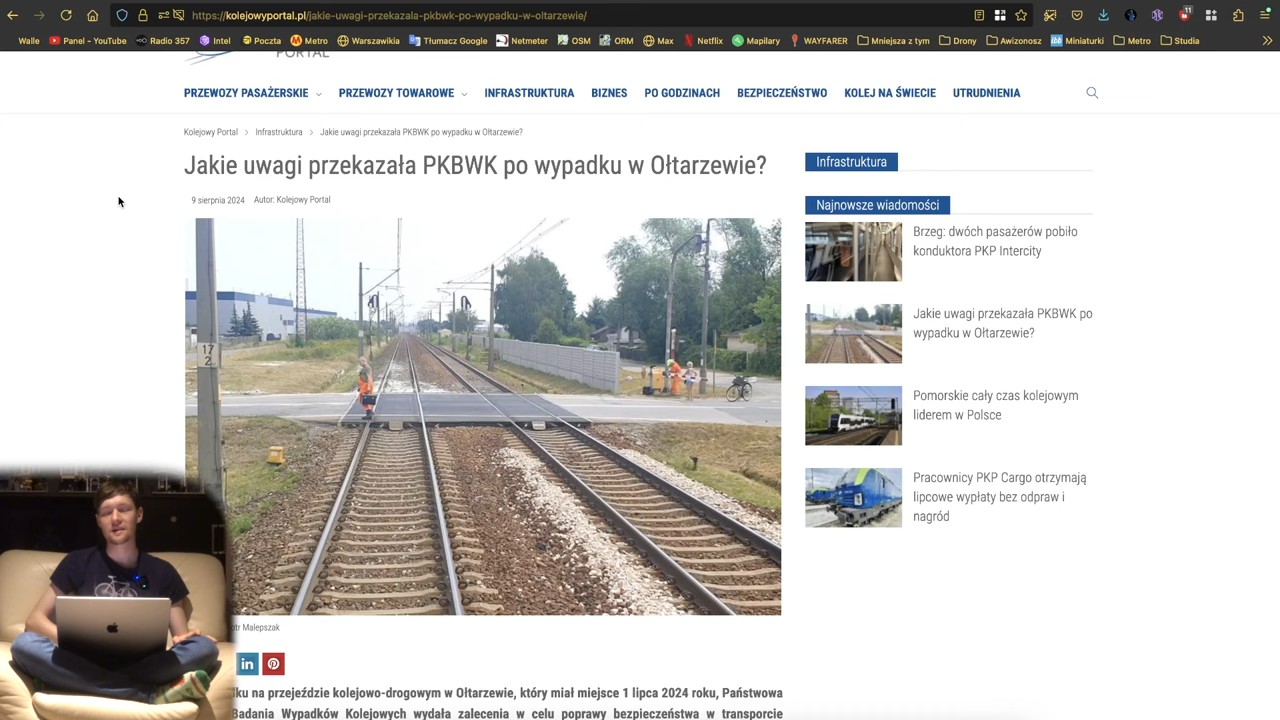 https://kolejowyportal.pl/jakie-uwagi-przekazala-pkbwk-po-wypadku-w-oltarzewie/
11
Walle Panel - YouTube Radio 357 Intel Poczta Metro Warszawikia Tłumacz Google Netmeter OSM ORM Max Netflix Mapilary WAYFARER Mniejsza z tym Drony Awizonosz Miniaturki Metro Studia
PORTAL
PRZEWOZY PASAŻERSKIE PRZEWOZY TOWAROWE INFRASTRUKTURA BIZNES PO GODZINACH BEZPIECZEŃSTWO KOLEJ NA ŚWIECIE UTRUDNIENIA
Kolejowy Portal > Infrastruktura > Jakie uwagi przekazała PKBWK po wypadku w Ołtarzewie?
Jakie uwagi przekazała PKBWK po wypadku w Ołtarzewie?
9 sierpnia 2024 Autor: Kolejowy Portal
17
2
Malepszak
in
ku na przejeździe kolejowo-drogowym w Ołtarzewie, który miał miejsce 1 lipca 2024 roku, Państwowa
Badania Wypadków Kolejowych wydała zalecenia w celu poprawy bezpieczeństwa w transporcie
Infrastruktura
Najnowsze wiadomości
Brzeg: dwóch pasażerów pobiło
konduktora PKP Intercity
Jakie uwagi przekazała PKBWK po
wypadku w Ołtarzewie?
Pomorskie cały czas kolejowym
liderem w Polsce
Pracownicy PKP Cargo otrzymają
lipcowe wypłaty bez odpraw i
nagród